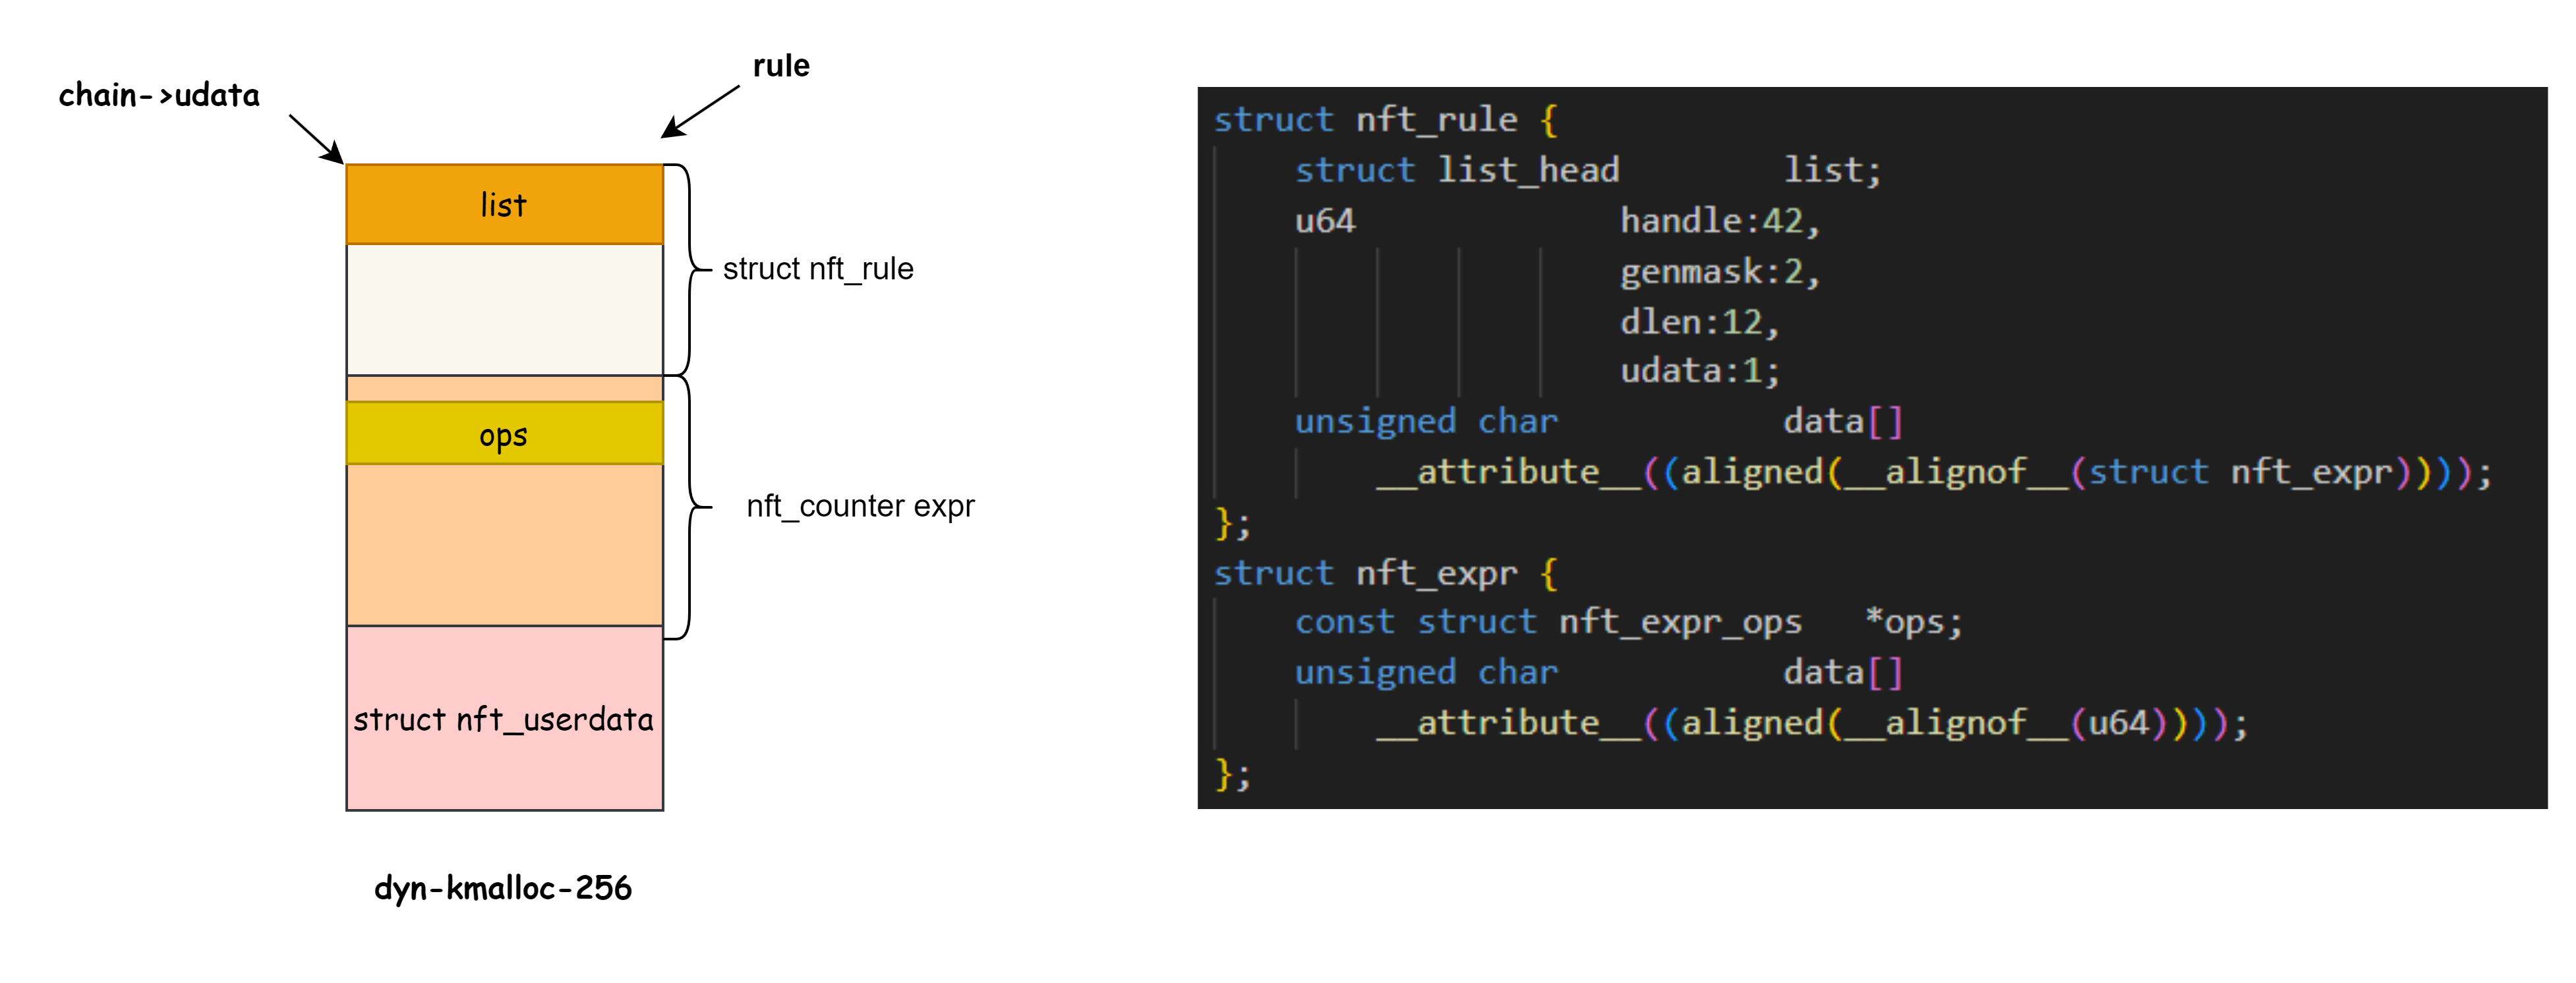 chain->udata
rule
list
struct nft_rule
ops
nft_counter expr
struct nft_userdata
dyn-kmalloc-256
struct nft_rule {
    struct list_head        list;
    u64             handle:42,
                    genmask:2,
                    dlen:12,
                    udata:1;
    unsigned char           data[]
        __attribute__((aligned(__alignof__(struct nft_expr))));
};
struct nft_expr {
    const struct nft_expr_ops   *ops;
    unsigned char           data[]
        __attribute__((aligned(__alignof__(u64))));
};